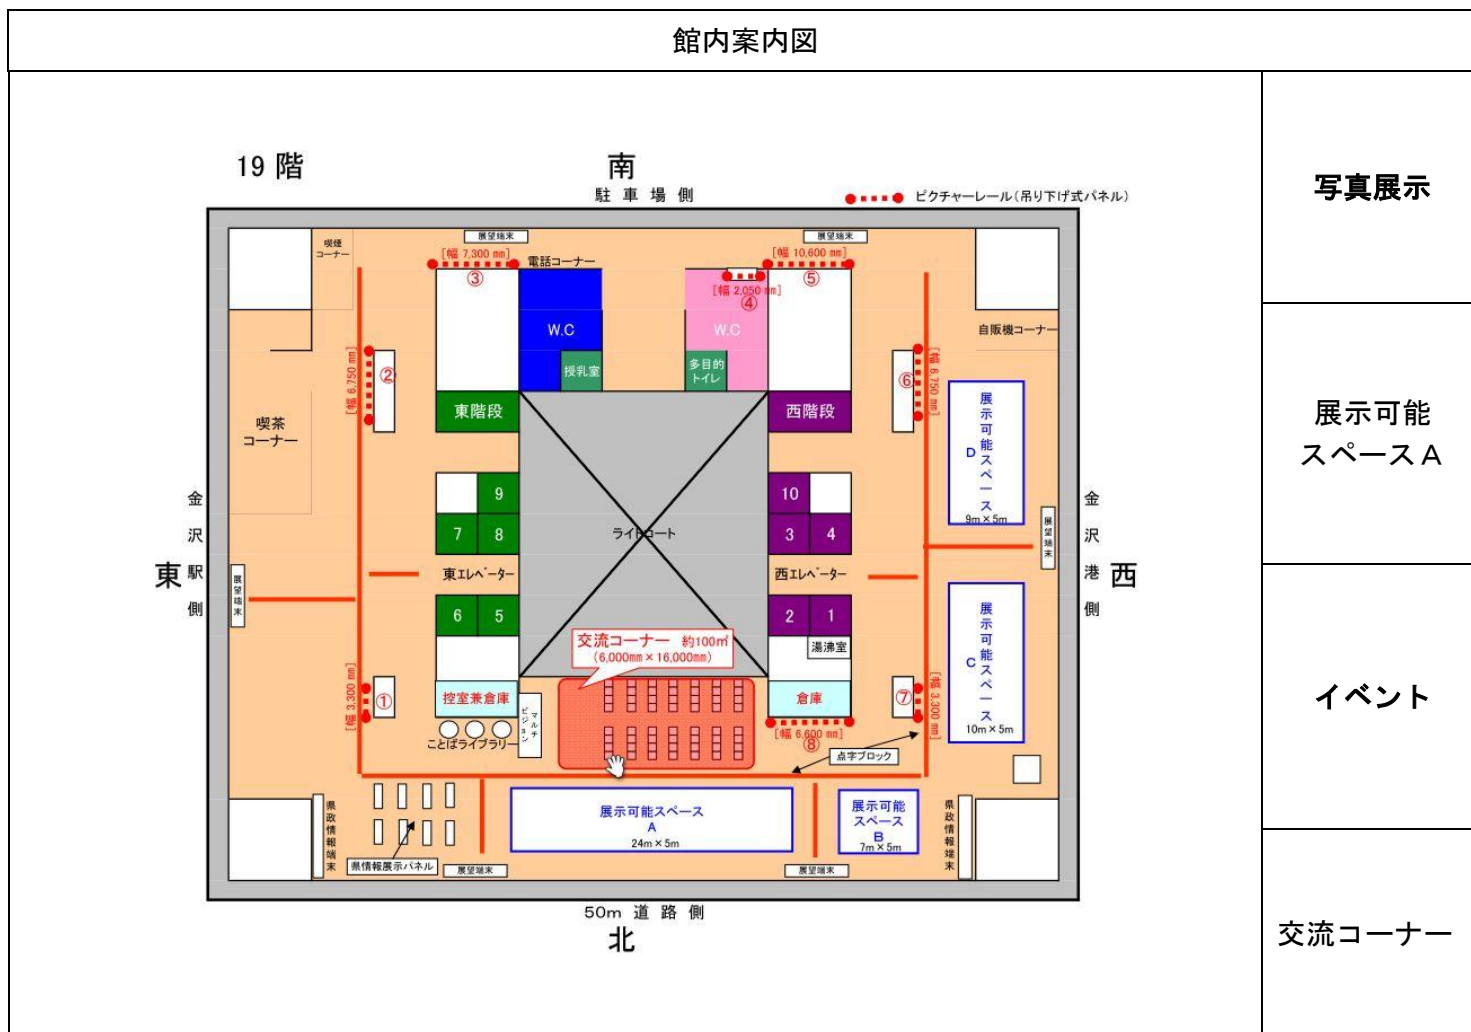 館内案内図
19 階
南
駐 車 場 側
ピクチャーレール(吊り下げ式パネル)
展望端末
展望端末
喫煙
コーナー
[幅 7,300 mm]
③
電話コーナー
[幅 10,600 mm]
⑤
[幅 2,050 mm]
④
W.C
W.C
自販機コーナー
授乳室
多目的
トイレ
[幅 6,750 mm]
②
⑥
[幅 6,750 mm]
東階段
西階段
喫茶
コーナー
展示可能スペース
D
9m×5m
9
10
7
8
3
4
ライトコート
金沢駅側
東
展望端末
東エレベーター
西エレベーター
展望端末
金沢港側
西
6
5
2
1
湯沸室
交流コーナー 約100㎡
(6,000mm×16,000mm)
展示可能スペース
C
10m×5m
[幅 3,300 mm]
①
控室兼倉庫
マルチ
ビジョン
倉庫
⑦
[幅 3,300 mm]
[幅 6,600 mm]
⑧
ことばライブラリー
点字ブロック
県政情報端末
県情報展示パネル
展示可能スペース
A
24m×5m
展示可能
スペース
B
7m×5m
県政情報端末
展望端末
展望端末
50m 道 路 側
北
写真展示
展示可能
スペースA
イベント
交流コーナー